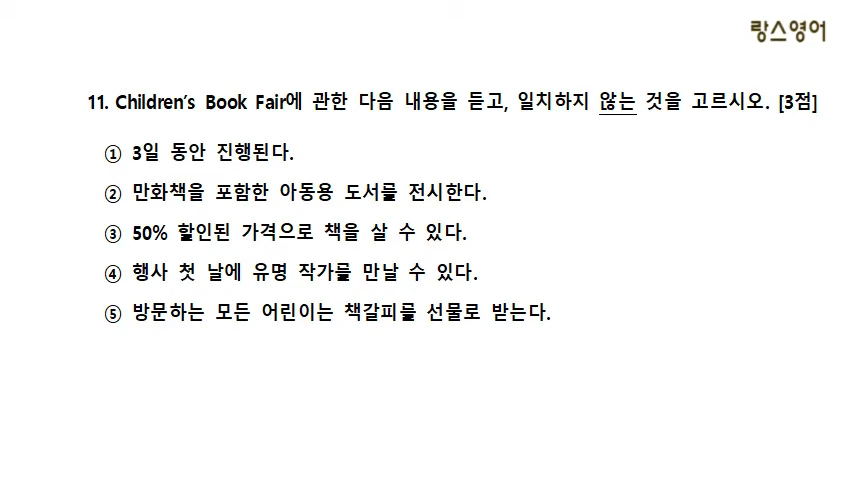 랑스영어
11. Children's Book Fair에 관한 다음 내용을 듣고, 일치하지 않는 것을 고르시오. [3점]
① 3일 동안 진행된다.
② 만화책을 포함한 아동용 도서를 전시한다.
③ 50% 할인된 가격으로 책을 살 수 있다.
④ 행사 첫 날에 유명 작가를 만날 수 있다.
⑤ 방문하는 모든 어린이는 책갈피를 선물로 받는다.